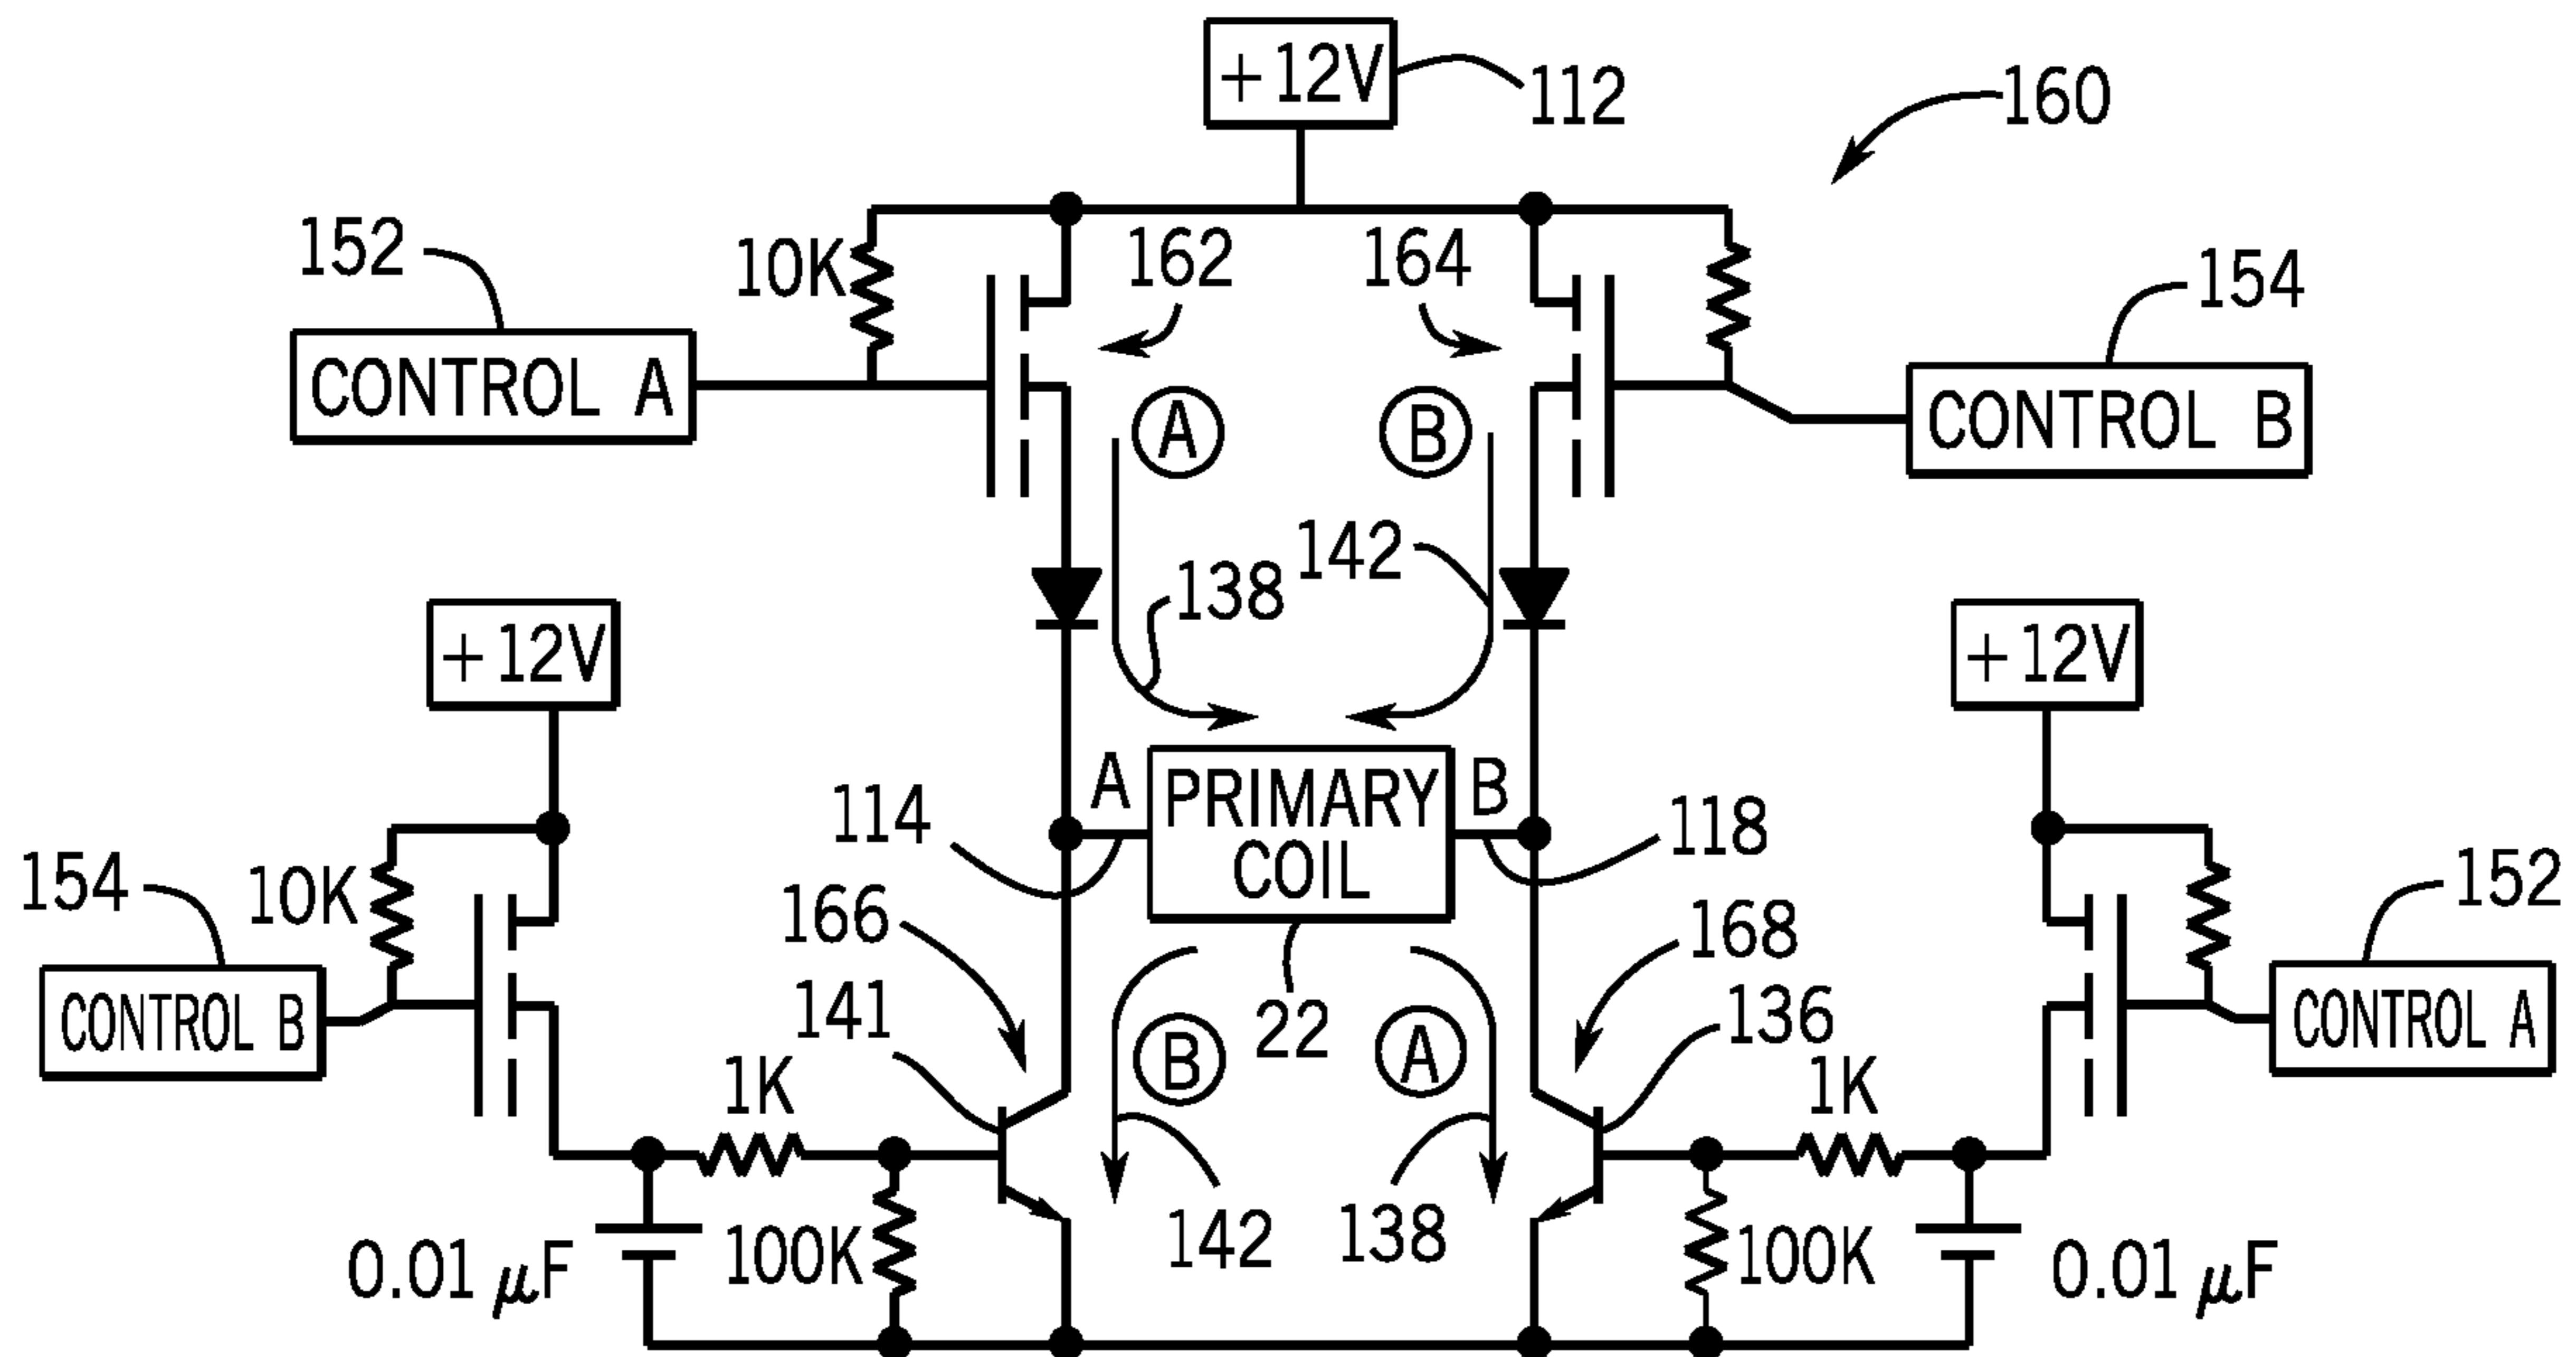 +12V
112
160
152
10K
162
164
154
CONTROL A
A
B
CONTROL B
142
138
+12V
+12V
A
PRIMARY
COIL
B
114
118
154
10K
166
168
152
141
22
136
CONTROL B
B
A
CONTROL A
1K
1K
142
138
0.01 μF
100K
100K
0.01 μF